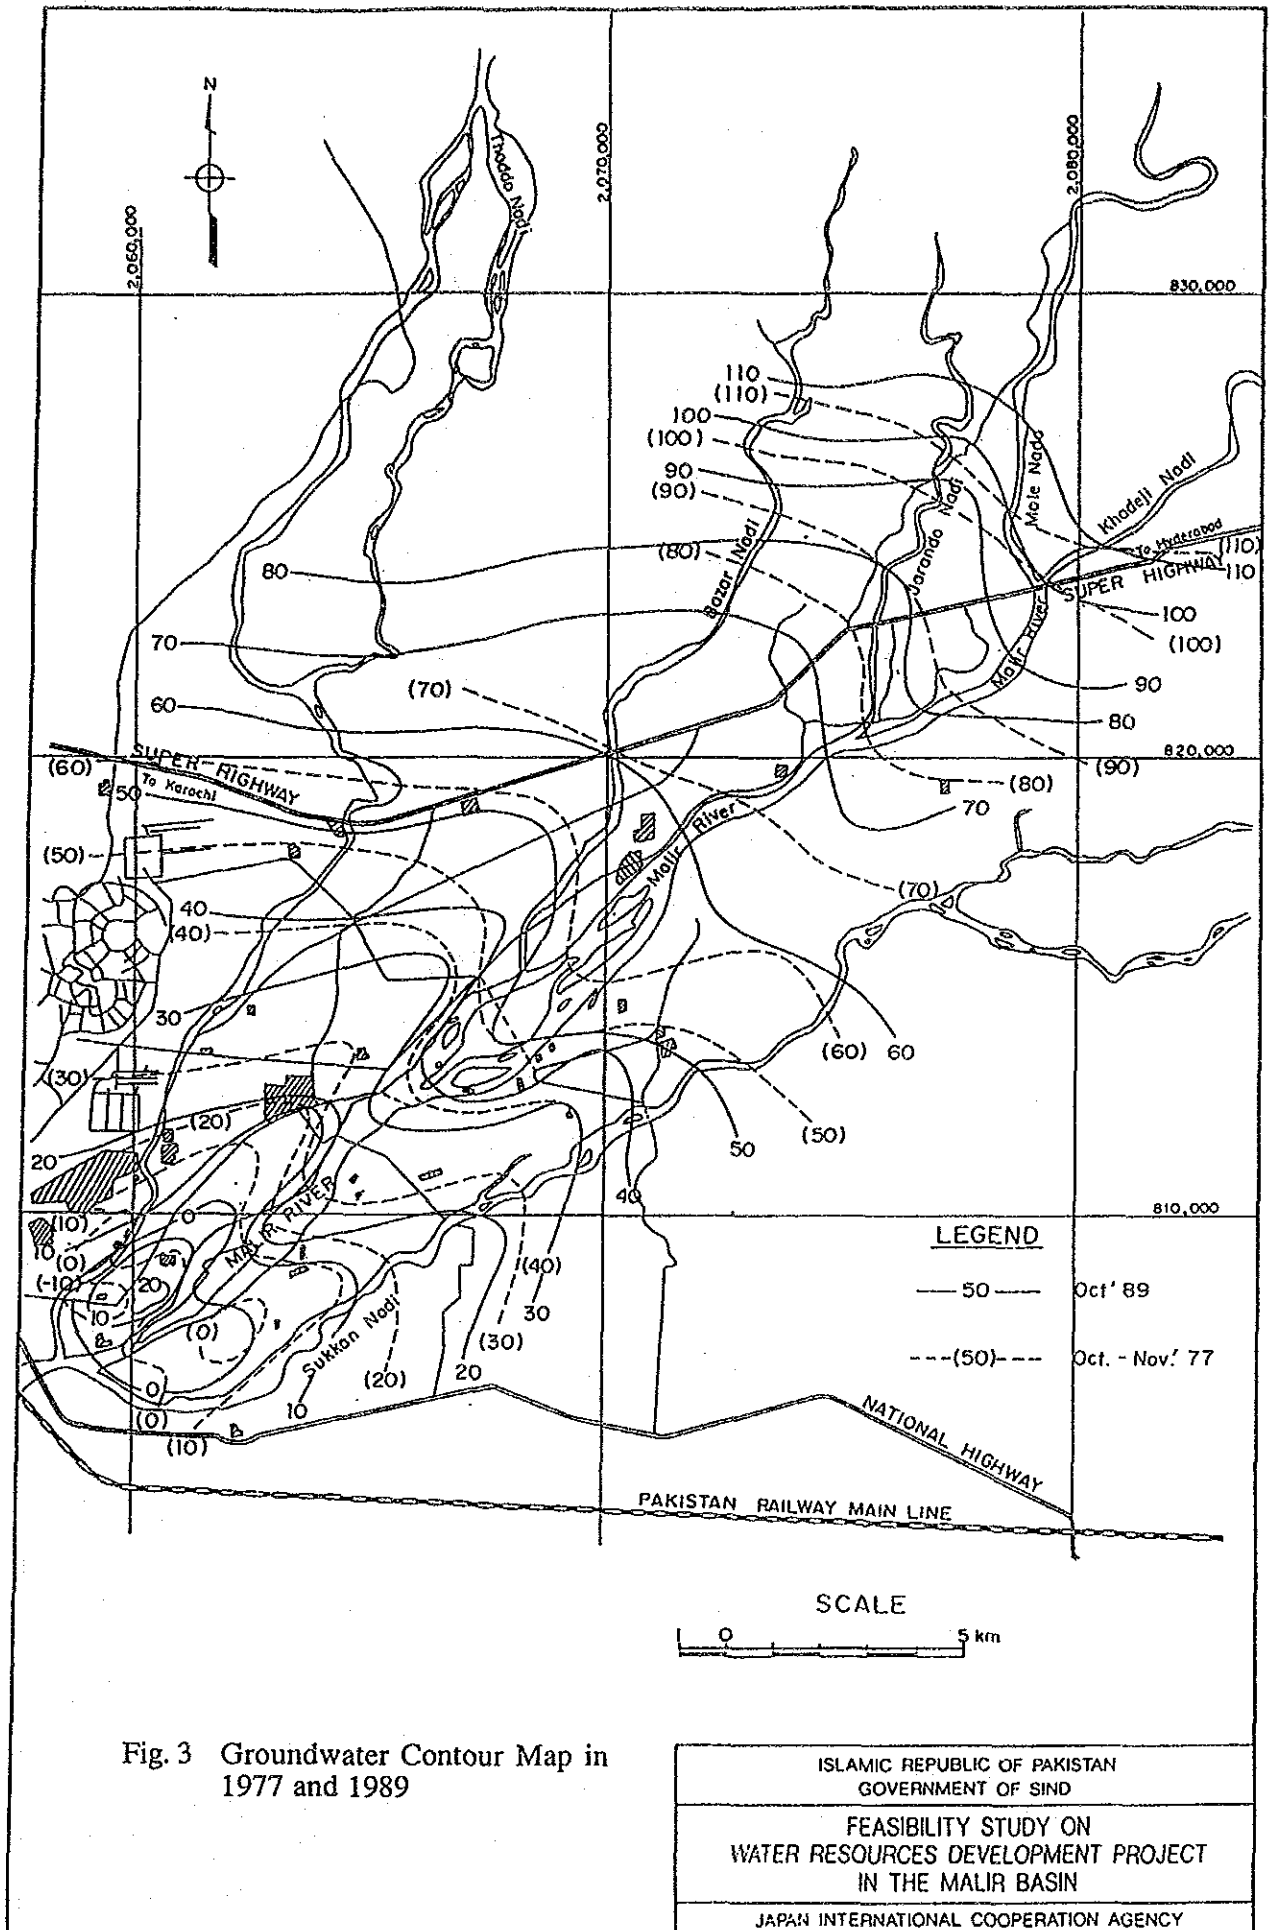 N
Thaddo Nadi
2,060,000
2,070,000
2,080,000
830,000
110
(110)
100
(100)
90
(90)
(80)
80
Bazar Nadi
Jarando Nadi
Mole Nado
Khadeji Nadi
To Hyderabad
SUPER HIGHWAY
(110)
110
100
(100)
Malir River
90
80
70
(70)
60
820,000
(90)
(80)
70
(60)
SUPER HIGHWAY
To Karachi
50
Malir River
(50)
(70)
40
(40)
30
(60)
60
(30)
(20)
(50)
50
20
40
MALIR RIVER
0
810,000
(10)
10
(0)
(-10)
20
10
(0)
(40)
30
(30)
20
(20)
Sukkan Nadi
10
0
(0)
(10)
LEGEND
50 Oct' 89
(50) Oct. - Nov.' 77
NATIONAL HIGHWAY
PAKISTAN RAILWAY MAIN LINE
SCALE
1 0 5 km
Fig. 3 Groundwater Contour Map in
1977 and 1989
ISLAMIC REPUBLIC OF PAKISTAN
GOVERNMENT OF SIND
FEASIBILITY STUDY ON
WATER RESOURCES DEVELOPMENT PROJECT
IN THE MALIR BASIN
JAPAN INTERNATIONAL COOPERATION AGENCY